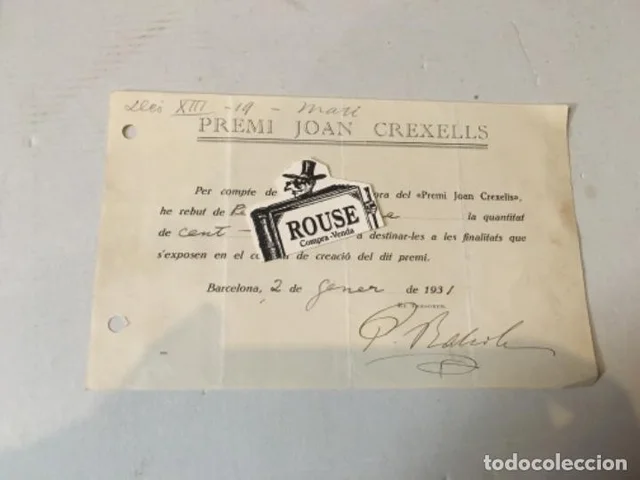 XIII - 19 -
PREMI JOAN CREXELLS
Per compte de ora del «Premi Joan Crexells»,
he rebut de la quantitat
de cent a destinar-les a les finalitats que
s'exposen en el de creació del dit premi.
Barcelona, 2 de gener de 1931
ROUSE
Compra-Venda
todocoleccion.net